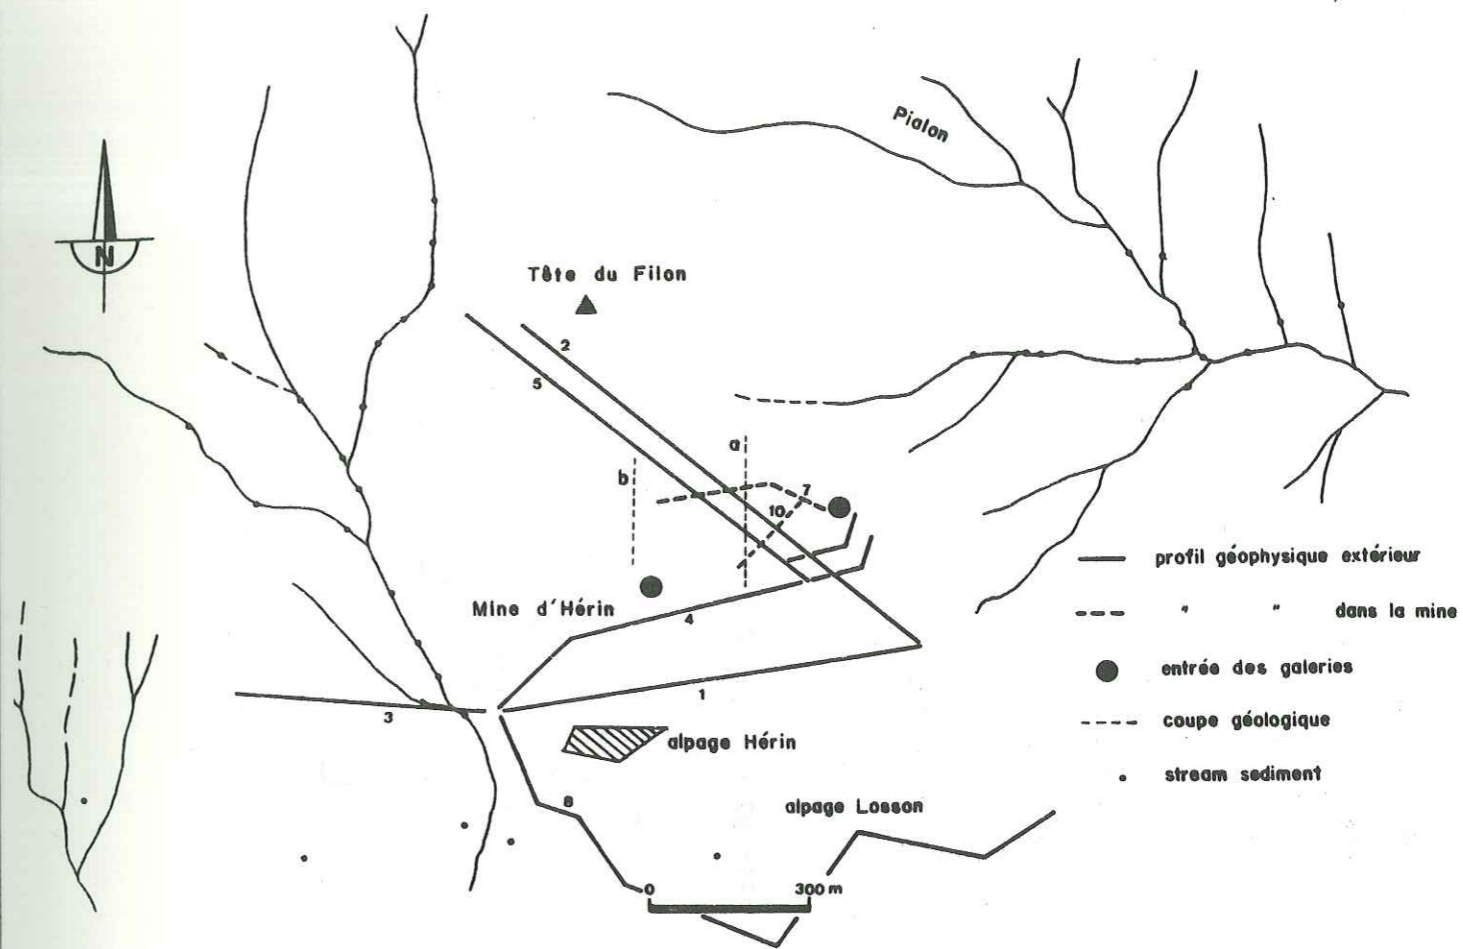 Pialon
N
Tête du Filon
2
5
a
b
7
10
Mine d'Hérin
4
1
3
alpage Hérin
8
alpage Losson
0 300 m
profil géophysique extérieur
" " dans la mine
entrée des galeries
coupe géologique
stream sediment